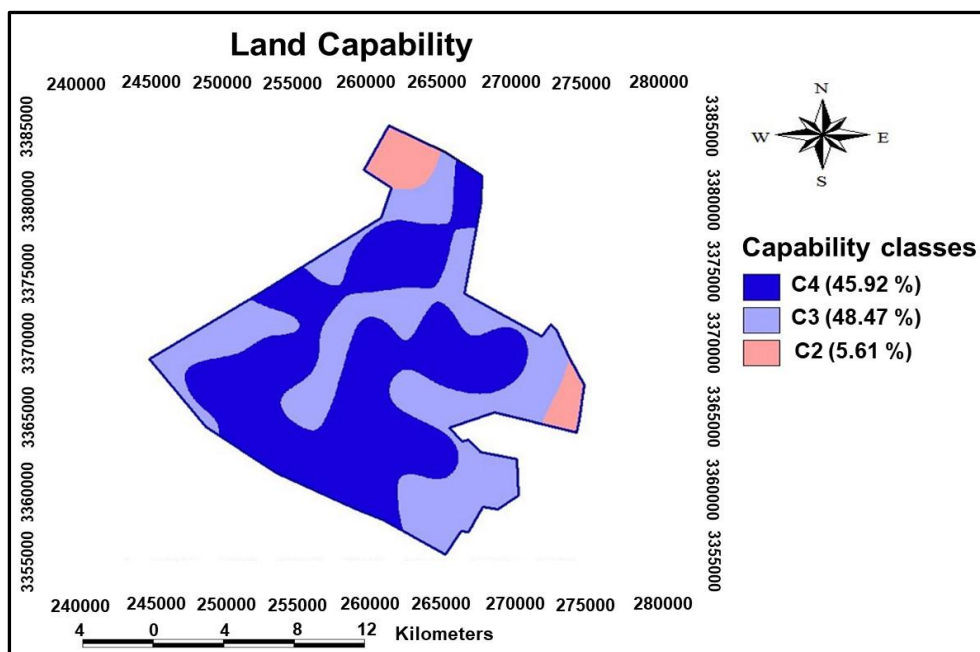 Land Capability
240000 245000 250000 255000 260000 265000 270000 275000 280000
3385000
3380000
3375000
3370000
3365000
3360000
3355000
3385000
3380000
3375000
3370000
3365000
3360000
3355000
N
W E
S
Capability classes
C4 (45.92 %)
C3 (48.47 %)
C2 (5.61 %)
240000 245000 250000 255000 260000 265000 270000 275000 280000
4 0 4 8 12 Kilometers